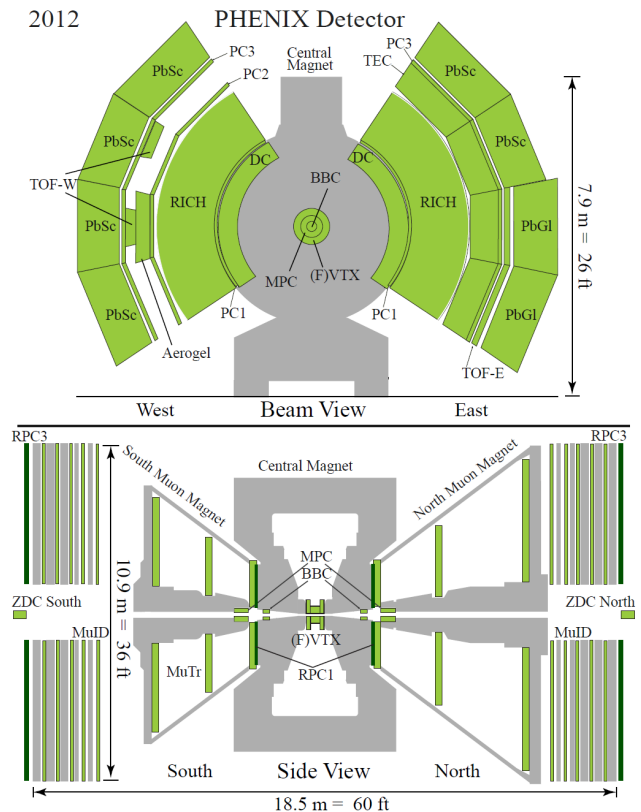 2012
PHENIX Detector
Central
Magnet
PC3
PC2
PbSc
PbSc
TOF-W
PbSc
PbSc
RICH
DC
BBC
MPC
(F)VTX
PC1
Aerogel
PC3
TEC
PbSc
PbSc
DC
RICH
PbGl
PbGl
PC1
TOF-E
7.9 m = 26 ft
West
Beam View
East
RPC3
South Muon Magnet
Central Magnet
North Muon Magnet
RPC3
10.9 m = 36 ft
MPC
BBC
ZDC South
ZDC North
MuID
(F)VTX
MuID
MuTr
RPC1
South
Side View
North
18.5 m = 60 ft